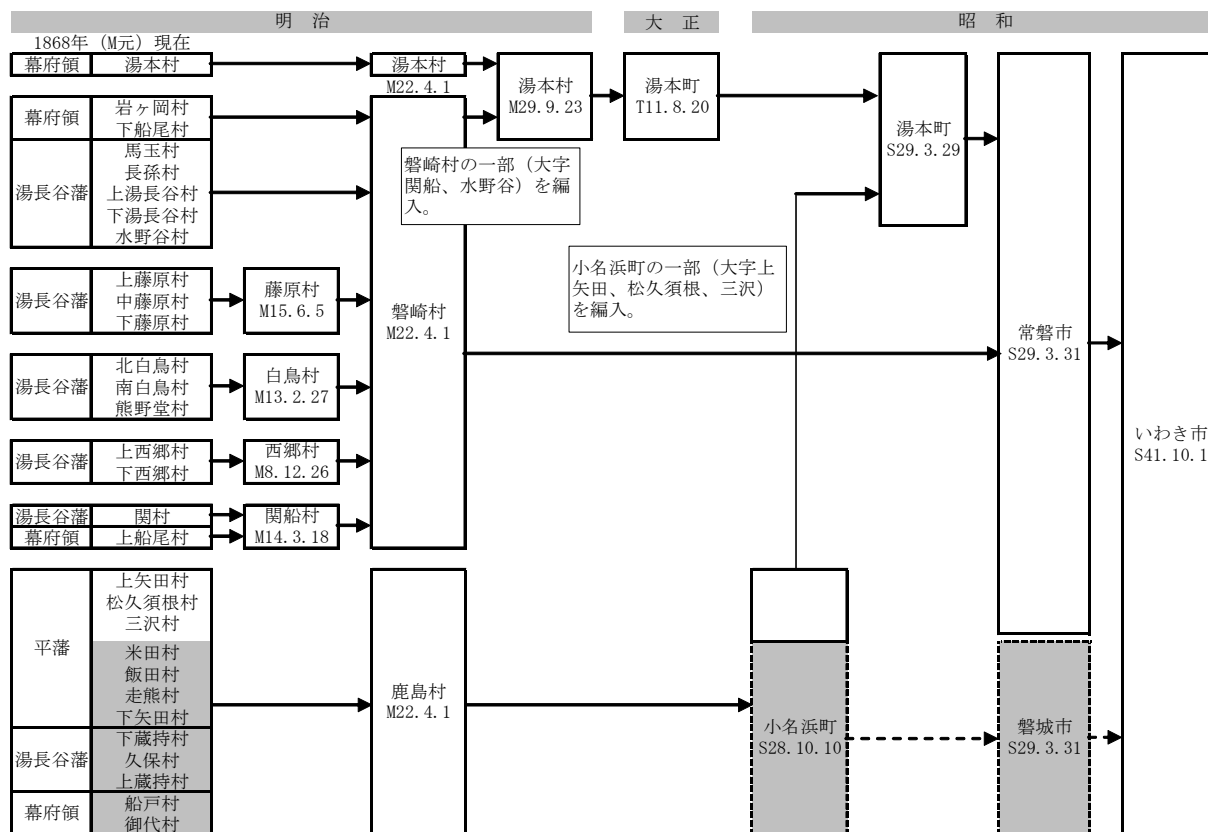 明　治
大　正
昭　和
1868年（M元）現在
幕府領
湯本村
湯本村
M22.4.1
湯本村
M29.9.23
湯本町
T11.8.20
湯本町
S29.3.29
幕府領
岩ヶ岡村
下船尾村
湯長谷藩
馬玉村
長孫村
上湯長谷村
下湯長谷村
水野谷村
磐崎村の一部（大字
関船、水野谷）を編
入。
小名浜町の一部（大字上
矢田、松久須根、三沢）
を編入。
湯長谷藩
上藤原村
中藤原村
下藤原村
藤原村
M15.6.5
磐崎村
M22.4.1
常磐市
S29.3.31
湯長谷藩
北白鳥村
南白鳥村
熊野堂村
白鳥村
M13.2.27
湯長谷藩
上西郷村
下西郷村
西郷村
M8.12.26
いわき市
S41.10.1
湯長谷藩
関村
幕府領
上船尾村
関船村
M14.3.18
平藩
上矢田村
松久須根村
三沢村
米田村
飯田村
走熊村
下矢田村
湯長谷藩
下蔵持村
久保村
上蔵持村
幕府領
船戸村
御代村
鹿島村
M22.4.1
小名浜町
S28.10.10
磐城市
S29.3.31